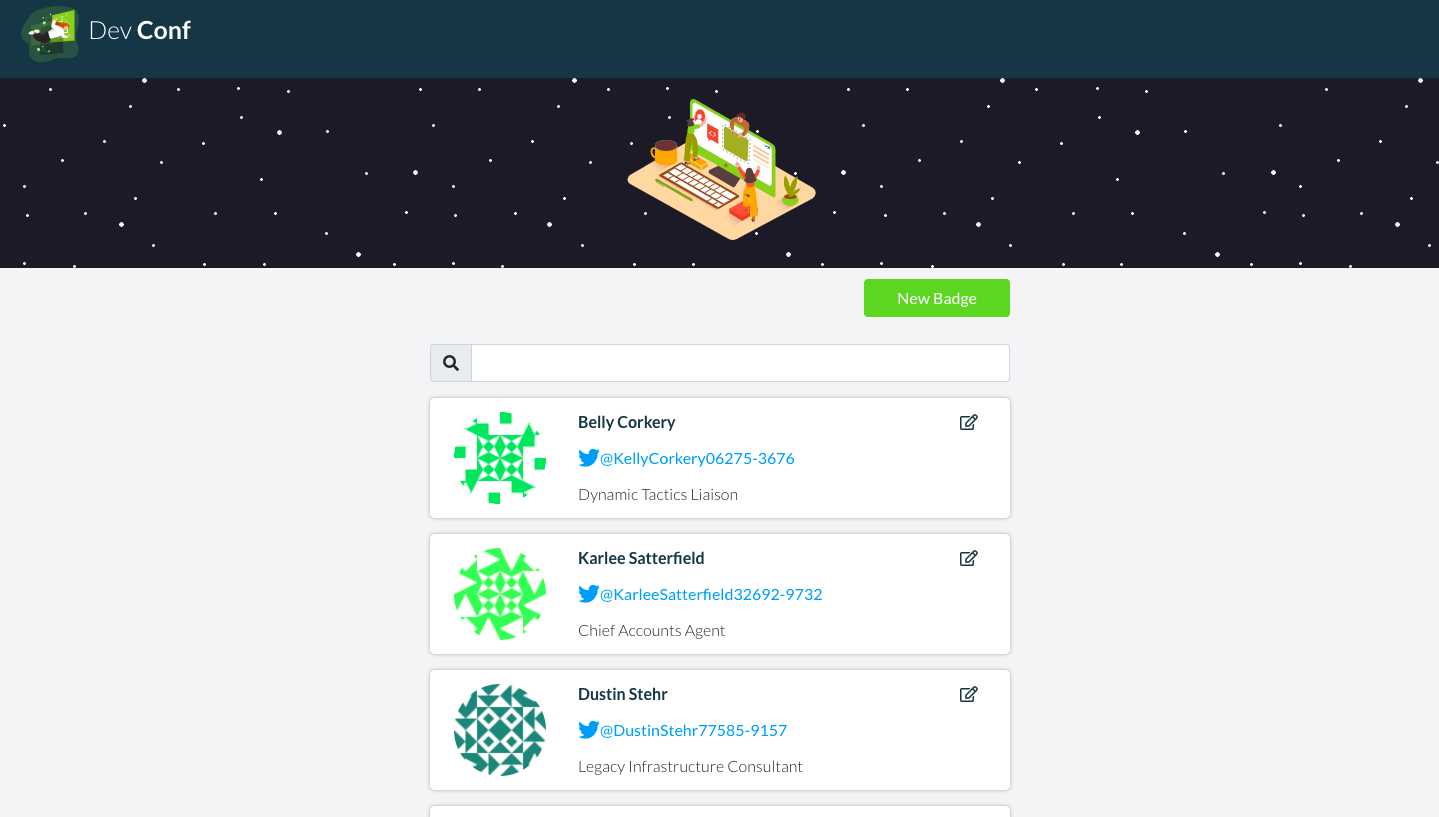 Dev Conf
New Badge
Belly Corkery
@KellyCorkery06275-3676
Dynamic Tactics Liaison
Karlee Satterfield
@KarleeSatterfield32692-9732
Chief Accounts Agent
Dustin Stehr
@DustinStehr77585-9157
Legacy Infrastructure Consultant